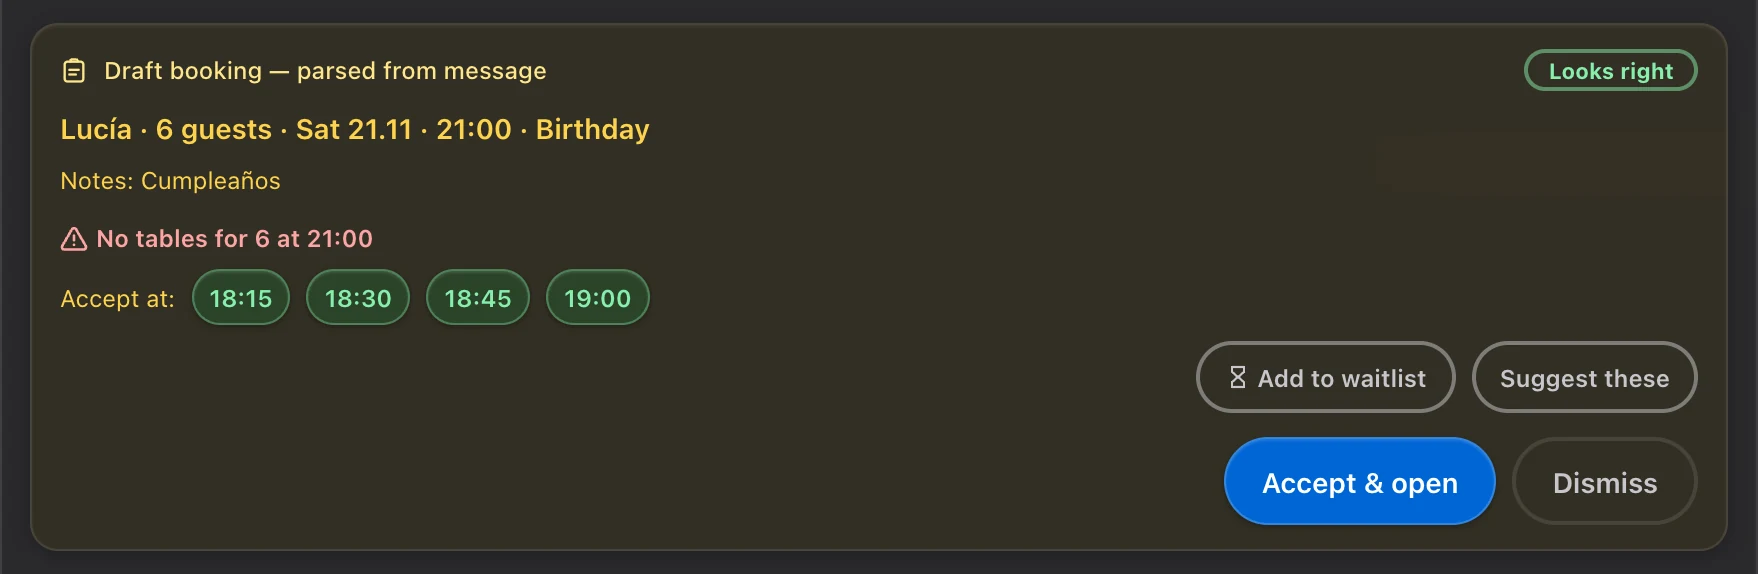 Draft booking — parsed from message
Looks right
Lucía · 6 guests · Sat 21.11 · 21:00 · Birthday
Notes: Cumpleaños
No tables for 6 at 21:00
Accept at: 18:15 18:30 18:45 19:00
Add to waitlist
Suggest these
Accept & open
Dismiss